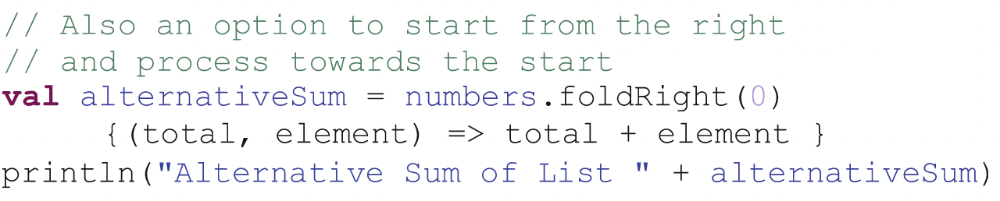 // Also an option to start from the right
// and process towards the start
val alternativeSum = numbers.foldRight(0)
{(total, element) => total + element }
println("Alternative Sum of List " + alternativeSum)